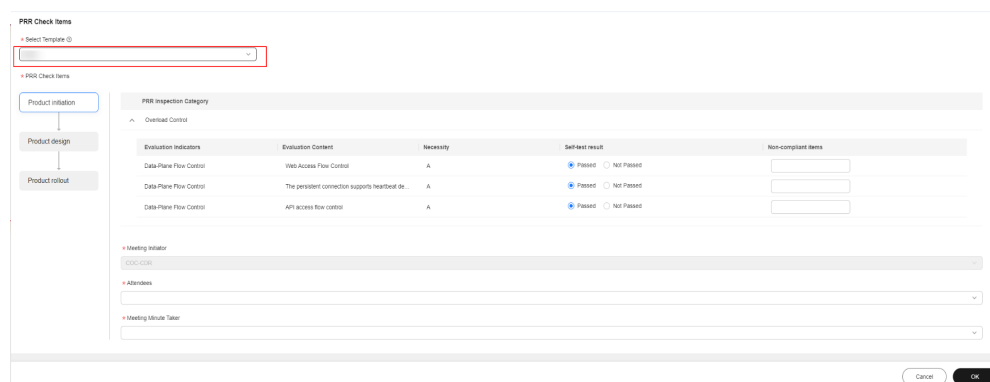 PRR Check Items
* Select Template
* PRR Check Items
Product initiation
Product design
Product rollout
PRR Inspection Category
Overload Control
Evaluation Indicators Evaluation Content Necessity Self-test result Non-compliant items
Data-Plane Flow Control Web Access Flow Control A Passed Not Passed
Data-Plane Flow Control The persistent connection supports heartbeat de... A Passed Not Passed
Data-Plane Flow Control API access flow control A Passed Not Passed
* Meeting Initiator
* Attendees
* Meeting Minute Taker
Cancel OK